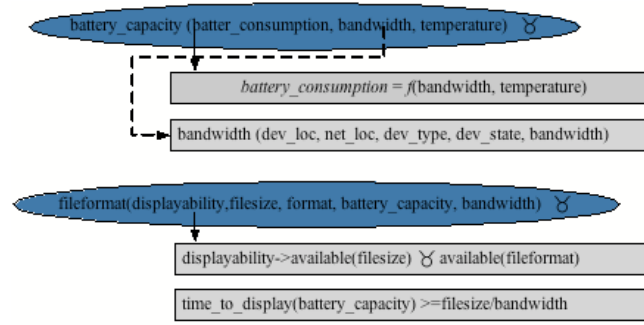 battery_capacity (batter_consumption, bandwidth, temperature) ♉
battery_consumption = f(bandwidth, temperature)
bandwidth (dev_loc, net_loc, dev_type, dev_state, bandwidth)
fileformat(displayability,filesize, format, battery_capacity, bandwidth) ♉
displayability->available(filesize) ♉ available(fileformat)
time_to_display(battery_capacity) >=filesize/bandwidth